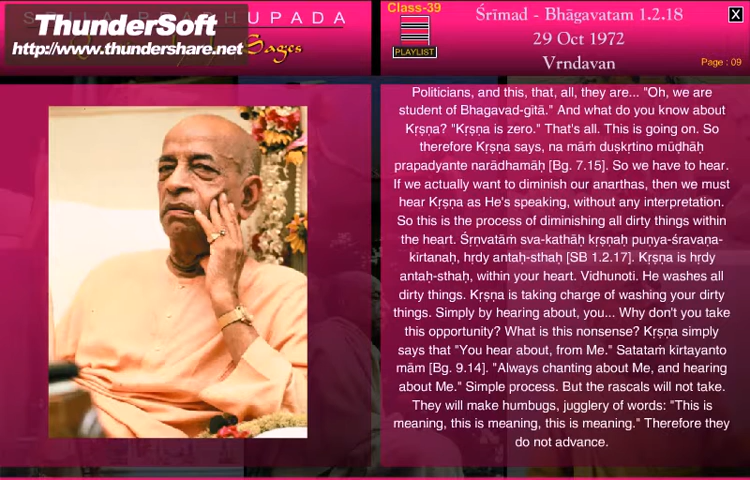 SRILA PRABHUPADA
ThunderSoft
http://www.thundershare.net
Sages
Class-39
PLAYLIST
Śrīmad - Bhāgavatam 1.2.18
29 Oct 1972
Vrndavan
X
Page : 09
Politicians, and this, that, all, they are... "Oh, we are
student of Bhagavad-gītā." And what do you know about
Kṛṣṇa? "Kṛṣṇa is zero." That's all. This is going on. So
therefore Kṛṣṇa says, na māṁ duṣkṛtino mūḍhāḥ
prapadyante narādhamāḥ [Bg. 7.15]. So we have to hear.
If we actually want to diminish our anarthas, then we must
hear Kṛṣṇa as He's speaking, without any interpretation.
So this is the process of diminishing all dirty things within
the heart. Śṛṇvatāṁ sva-kathāḥ kṛṣṇaḥ puṇya-śravaṇa-
kirtanaḥ, hṛdy antaḥ-sthaḥ [SB 1.2.17]. Kṛṣṇa is hṛdy
antaḥ-sthaḥ, within your heart. Vidhunoti. He washes all
dirty things. Kṛṣṇa is taking charge of washing your dirty
things. Simply by hearing about, you... Why don't you take
this opportunity? What is this nonsense? Kṛṣṇa simply
says that "You hear about, from Me." Satataṁ kirtayanto
mām [Bg. 9.14]. "Always chanting about Me, and hearing
about Me." Simple process. But the rascals will not take.
They will make humbugs, jugglery of words: "This is
meaning, this is meaning, this is meaning." Therefore they
do not advance.